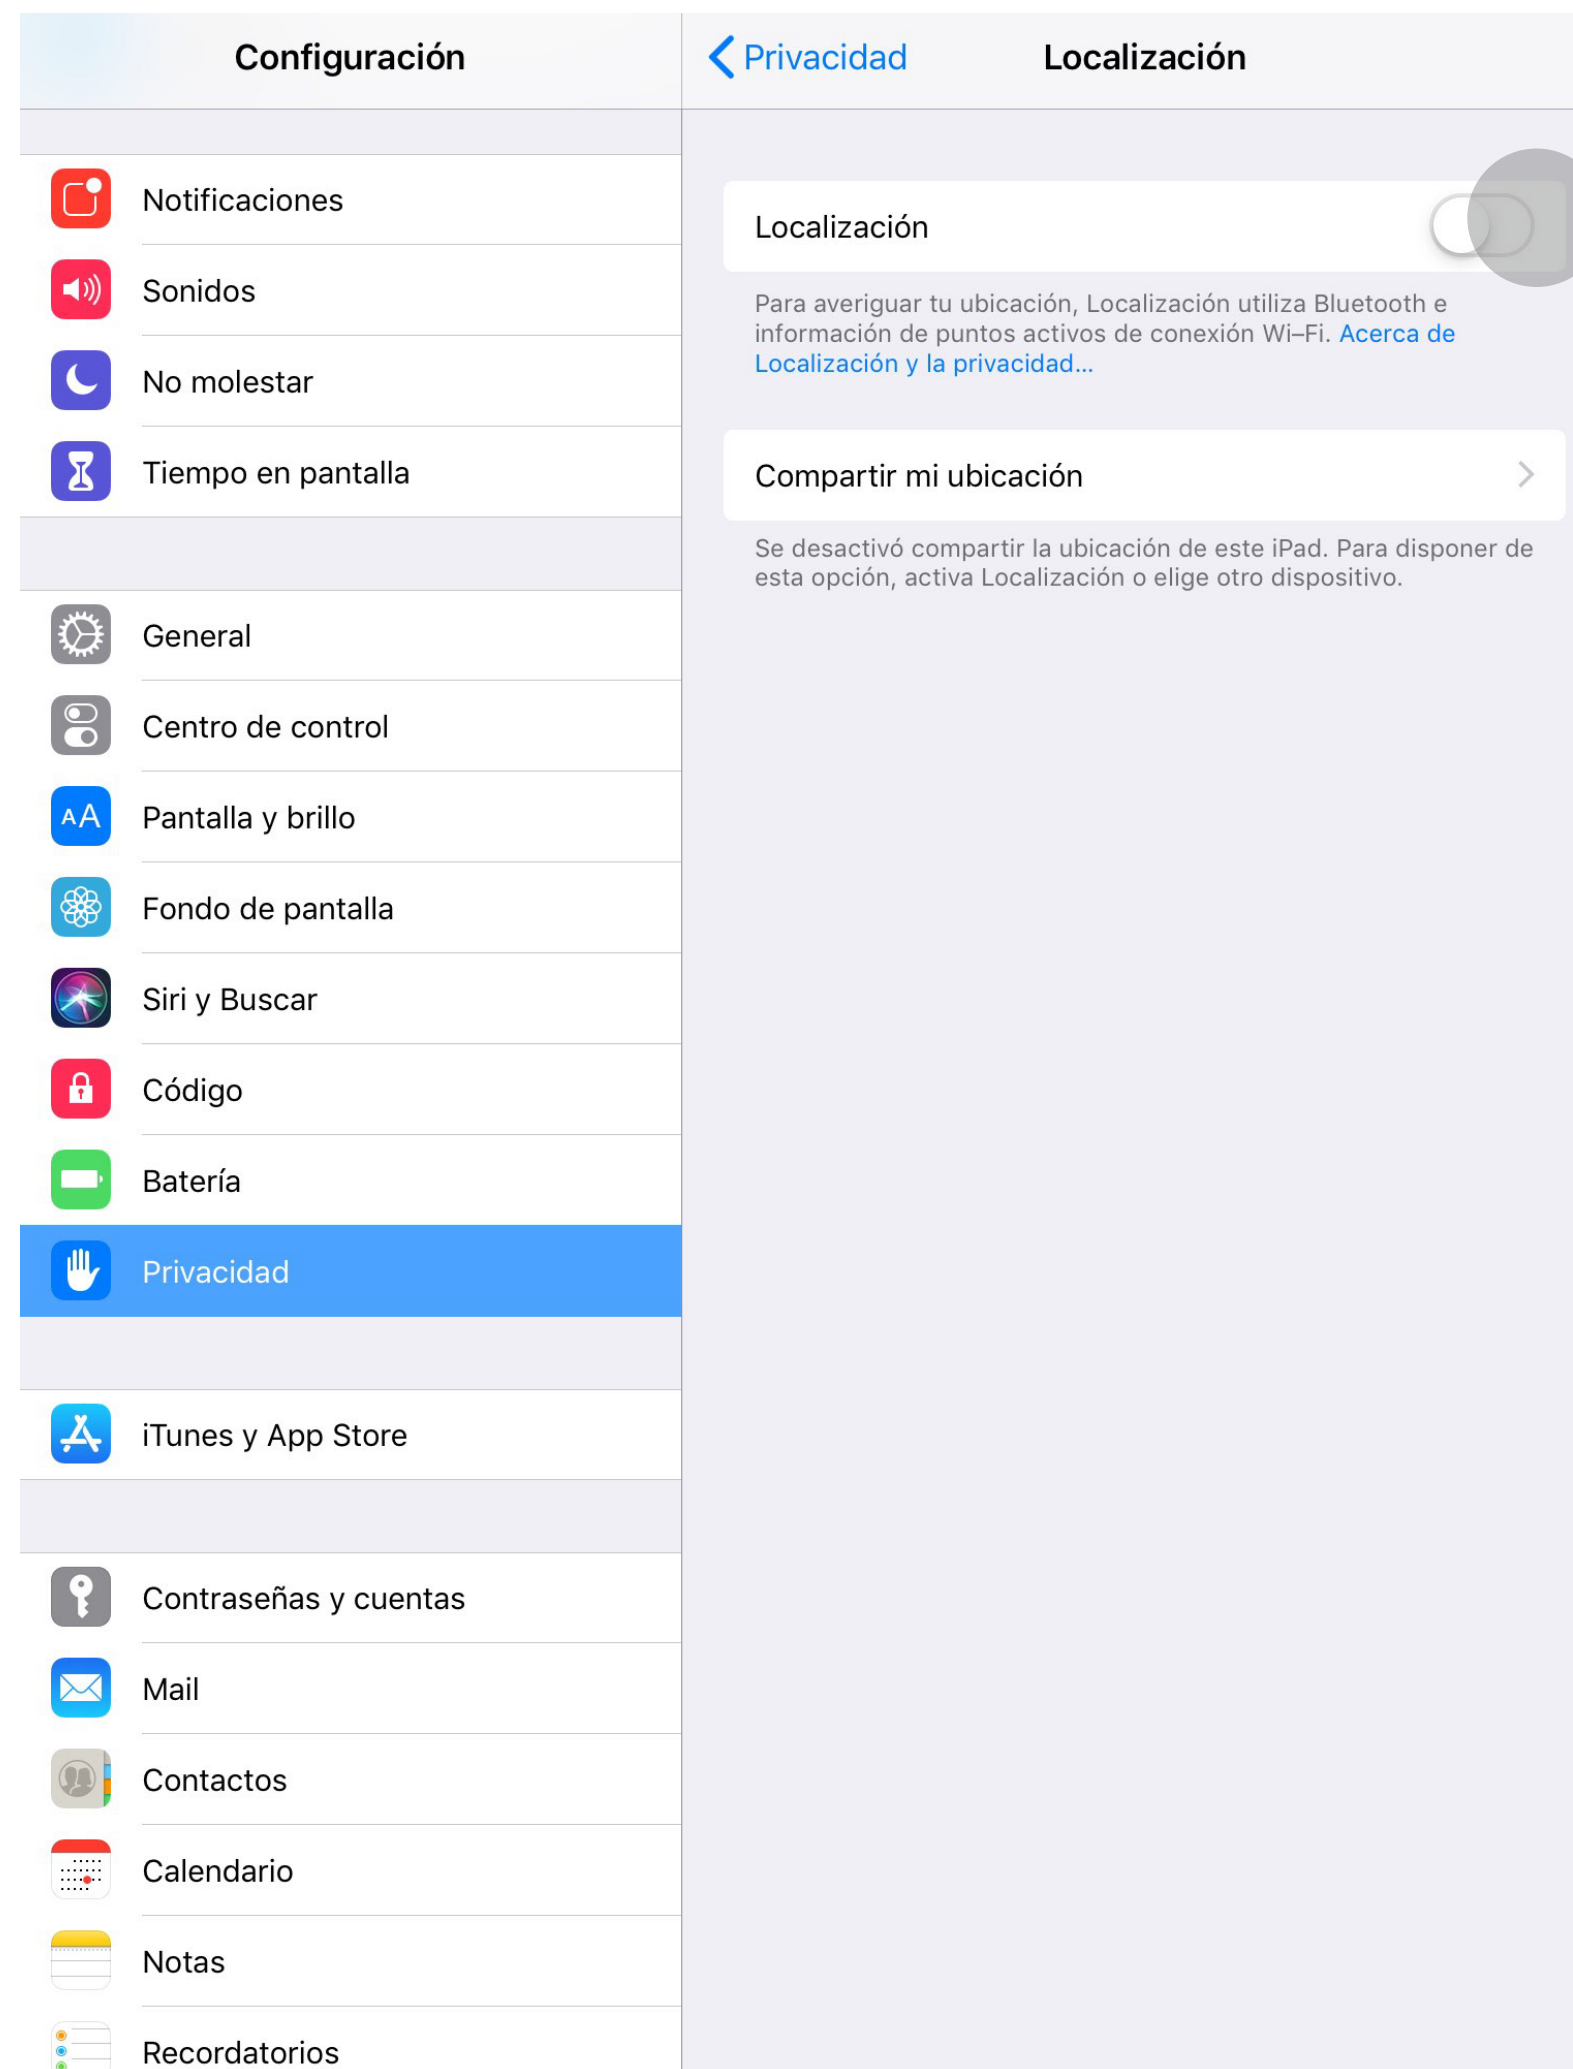 Configuración
Notificaciones
Sonidos
No molestar
Tiempo en pantalla
General
Centro de control
AA
Pantalla y brillo
Fondo de pantalla
Siri y Buscar
Código
Batería
Privacidad
iTunes y App Store
Contraseñas y cuentas
Mail
Contactos
Calendario
Notas
Recordatorios
Privacidad
Localización
Localización
Para averiguar tu ubicación, Localización utiliza Bluetooth e
información de puntos activos de conexión Wi–Fi. Acerca de
Localización y la privacidad...
Compartir mi ubicación
Se desactivó compartir la ubicación de este iPad. Para disponer de
esta opción, activa Localización o elige otro dispositivo.